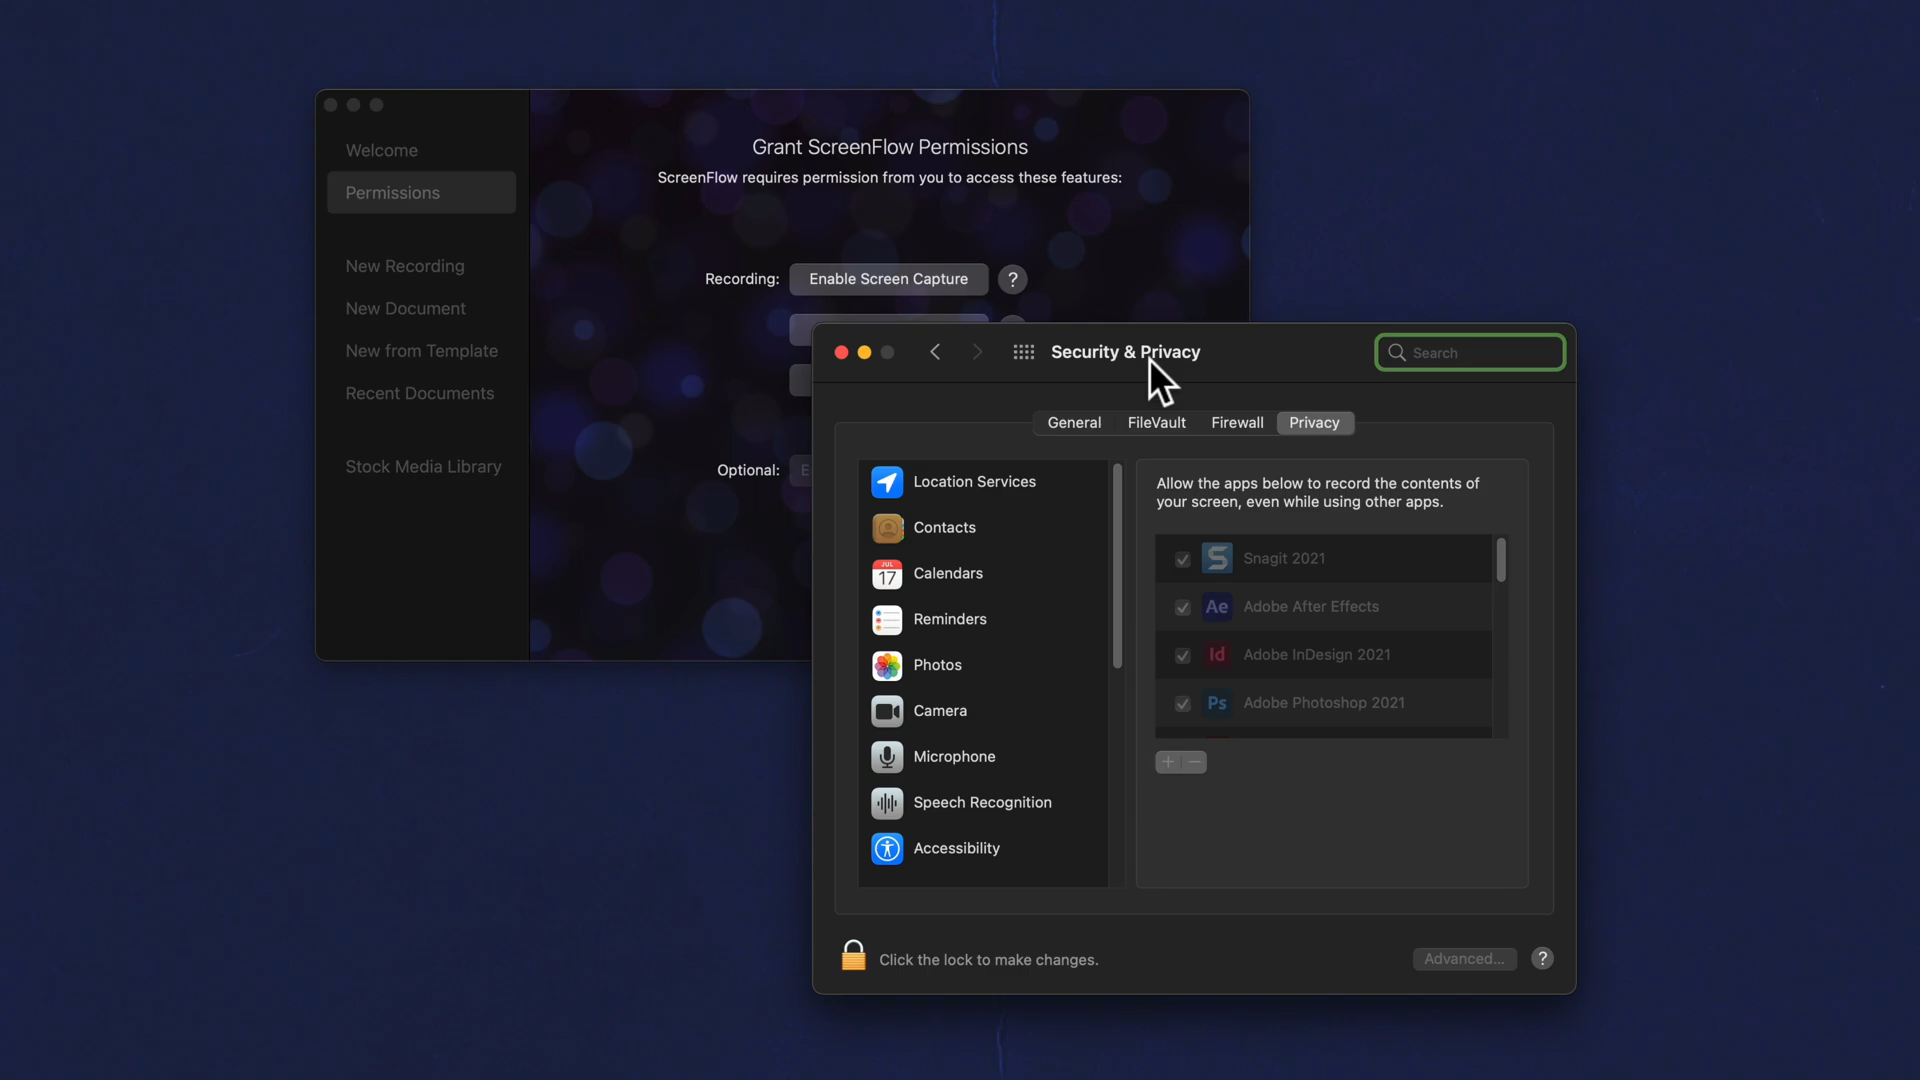 Welcome
Permissions
New Recording
New Document
New from Template
Recent Documents
Stock Media Library
Grant ScreenFlow Permissions
ScreenFlow requires permission from you to access these features:
Recording: Enable Screen Capture ?
Optional: E
Security & Privacy
Search
General FileVault Firewall Privacy
Location Services
Contacts
JUL
17
Calendars
Reminders
Photos
Camera
Microphone
Speech Recognition
Accessibility
Allow the apps below to record the contents of
your screen, even while using other apps.
S Snagit 2021
Ae Adobe After Effects
Id Adobe InDesign 2021
Ps Adobe Photoshop 2021
+ −
Click the lock to make changes.
Advanced... ?